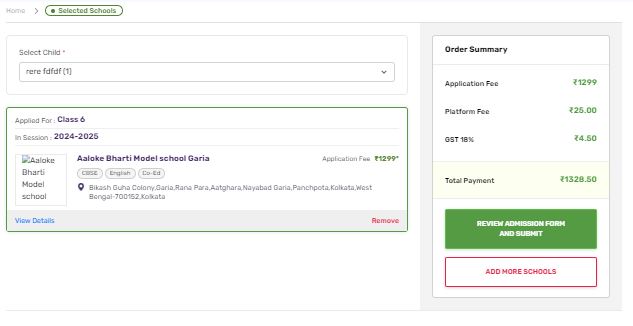 Home > Selected Schools
Select Child *
rere fdfdf (1)
Applied For : Class 6
In Session : 2024-2025
Aaloke
Bharti
Model
school
Aaloke Bharti Model school Garia
Application Fee ₹1299*
CBSE English Co-Ed
Bikash Guha Colony,Garia,Rana Para,Aatghara,Nayabad Garia,Panchpota,Kolkata,West
Bengal-700152,Kolkata
View Details Remove
Order Summary
Application Fee ₹1299
Platform Fee ₹25.00
GST 18% ₹4.50
Total Payment ₹1328.50
REVIEW ADMISSION FORM
AND SUBMIT
ADD MORE SCHOOLS